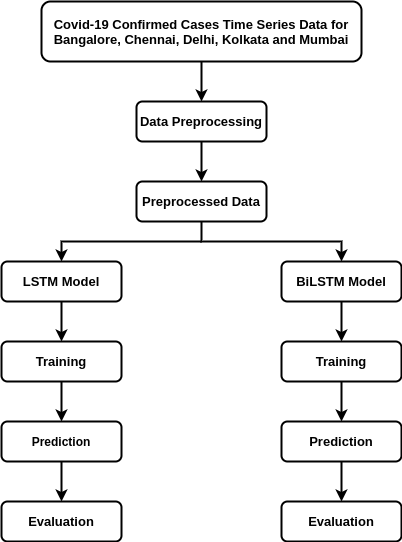 Covid-19 Confirmed Cases Time Series Data for
Bangalore, Chennai, Delhi, Kolkata and Mumbai
Data Preprocessing
Preprocessed Data
LSTM Model
BiLSTM Model
Training
Training
Prediction
Prediction
Evaluation
Evaluation